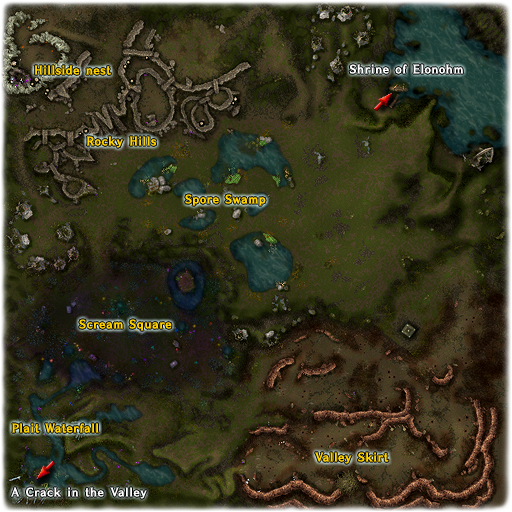 Hillside nest
Shrine of Elonohm
Rocky Hills
Spore Swamp
Scream Square
Plait Waterfall
Valley Skirt
A Crack in the Valley